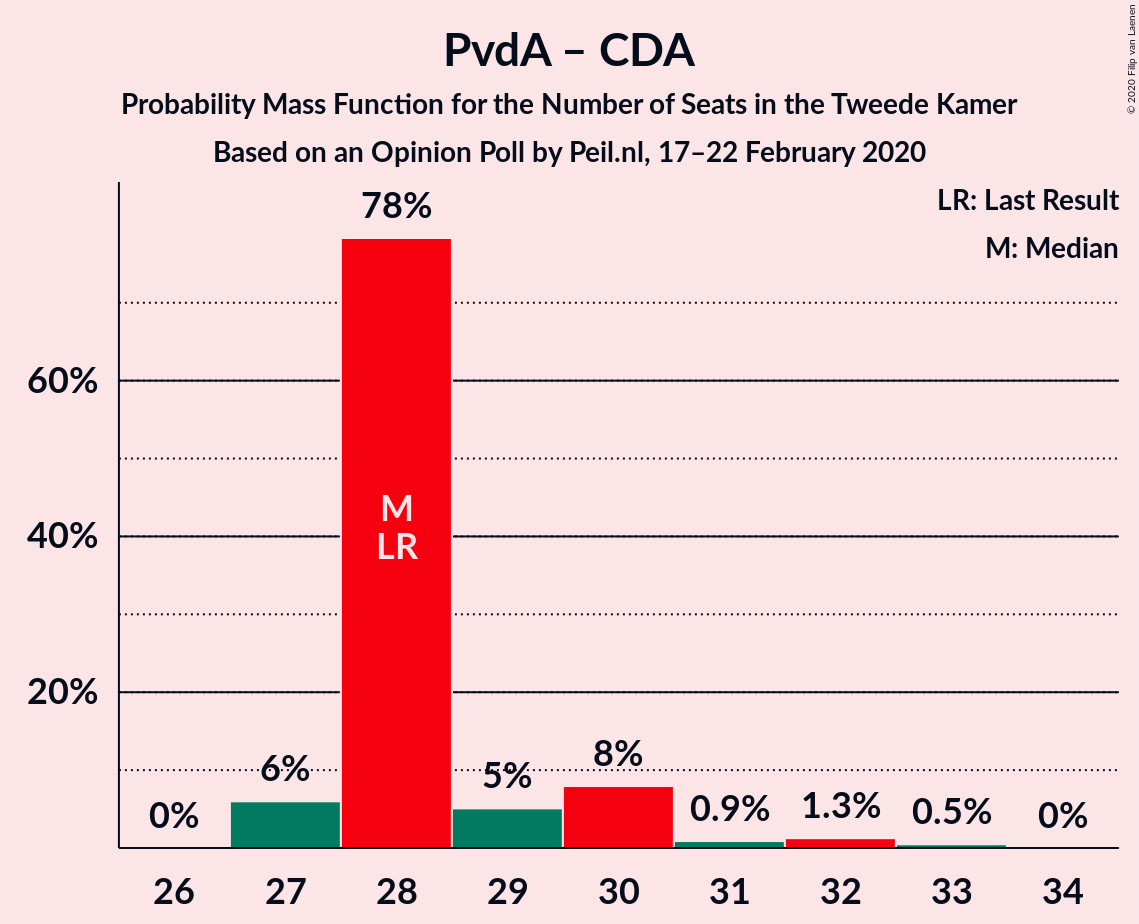 PvdA – CDA
Probability Mass Function for the Number of Seats in the Tweede Kamer
Based on an Opinion Poll by Peil.nl, 17–22 February 2020
© 2020 Filip van Laenen
LR: Last Result
M: Median
60%
40%
20%
0%
6%
78%
M
LR
5%
8%
0.9%
1.3%
0.5%
0%
26 27 28 29 30 31 32 33 34